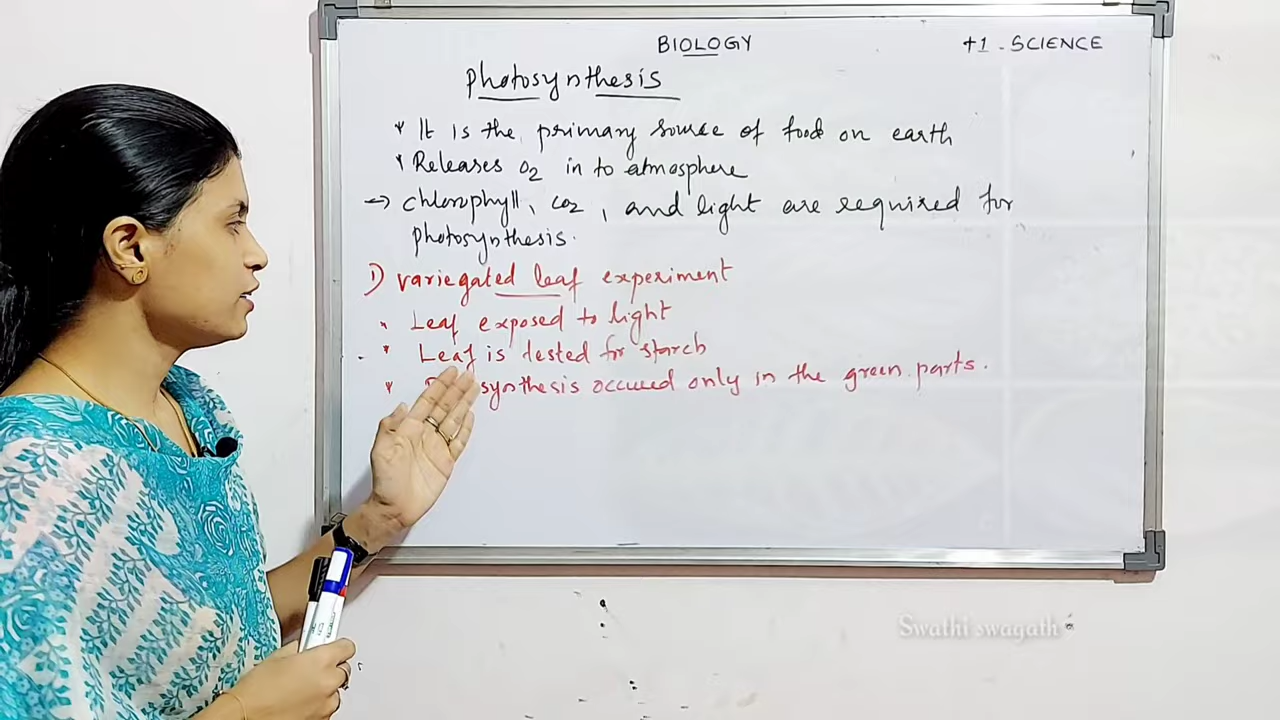 BIOLOGY
+1 - SCIENCE
Photosynthesis
It is the primary source of food on earth
Releases O2 in to atmosphere
chlorophyll, CO2, and light are required for
photosynthesis.
1) variegated leaf experiment
Leaf exposed to light
Leaf is tested for starch
synthesis occured only in the green parts.
Swathi swagath